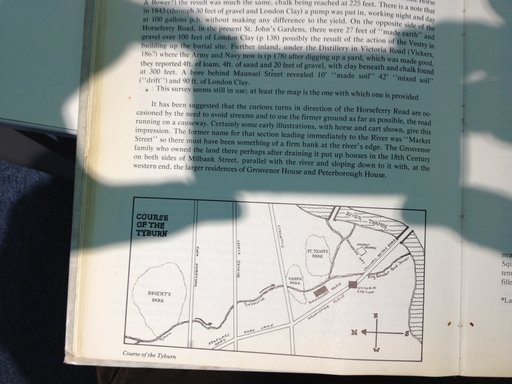 & Bower?) the result was much the same, chalk being reached at 225 feet. There is a note that
in 1843 (through 30 feet of gravel and London Clay) a pump was put in, working night and day
at 100 gallons p.h. without making any difference to the yield. On the opposite side of the
Horseferry Road, in the present St. John's Gardens, there were 27 feet of "made earth" and
gravel over 100 feet of London Clay (p 138) possibly the result of the action of the Vestry in
building up the burial site. Further inland, under the Distillery in Victoria Road (Vickers,
1867) where the Army and Navy now is (p 178) after digging a well, which was made good,
they reported 4ft. of loam, 4ft. of sand and 20 feet of gravel, with clay beneath and chalk found
at 300 feet. A bore behind Maunsel Street revealed 10' "made soil" 42' "mixed soil"
("drift") and 90 ft. of London Clay.
This survey seems still in use; at least the map is the one with which one is provided
It has been suggested that the curious turns in direction of the Horseferry Road are oc-
casioned by the need to avoid streams and to use the firmer ground as far as possible, the road
running on a causeway. Certainly some early illustrations, with horse and cart shown, give this
impression. The former name for that section leading immediately to the River was "Market
Street" so there must have been something of a firm bank at the river's edge. The Grosvenor
family who owned the land there perhaps after draining it put up houses in the 18th Century
on both sides of Milbank Street, parallel with the river and sloping down to it with, at the
western end, the larger residences of Grosvenor House and Peterborough House.
COURSE
OF THE
TYBURN
RIVER THAMES
ST JAMES
PARK
GREEN
PARK
REGENT'S
PARK
OXFORD STREET
VICTORIA
STATION
PARK LANE
N
S
E
W
Course of the Tyburn